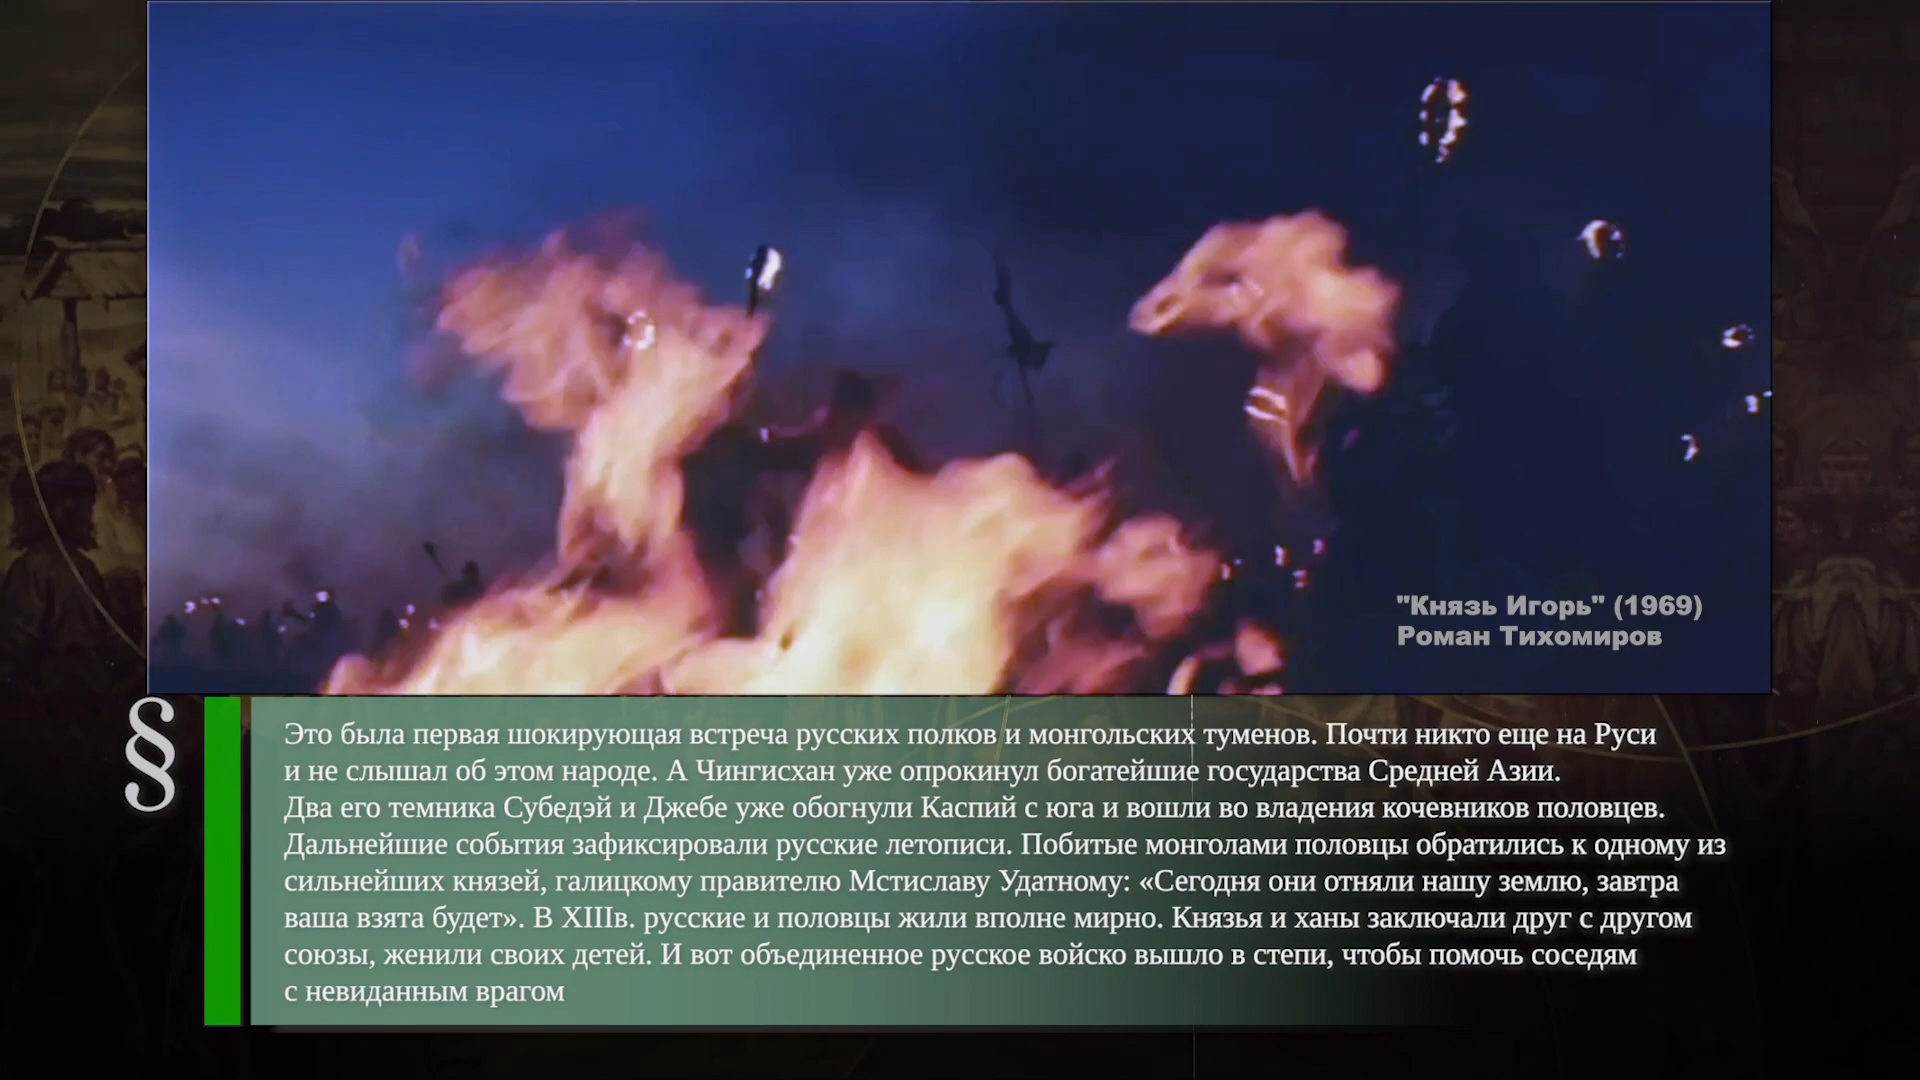 "Князь Игорь" (1969)
Роман Тихомиров
§
Это была первая шокирующая встреча русских полков и монгольских туменов. Почти никто еще на Руси
и не слышал об этом народе. А Чингисхан уже опрокинул богатейшие государства Средней Азии.
Два его темника Субедэй и Джебе уже обогнули Каспий с юга и вошли во владения кочевников половцев.
Дальнейшие события зафиксировали русские летописи. Побитые монголами половцы обратились к одному из
сильнейших князей, галицкому правителю Мстиславу Удатному: «Сегодня они отняли нашу землю, завтра
ваша взята будет». В XIIIв. русские и половцы жили вполне мирно. Князья и ханы заключали друг с другом
союзы, женили своих детей. И вот объединенное русское войско вышло в степи, чтобы помочь соседям
с невиданным врагом